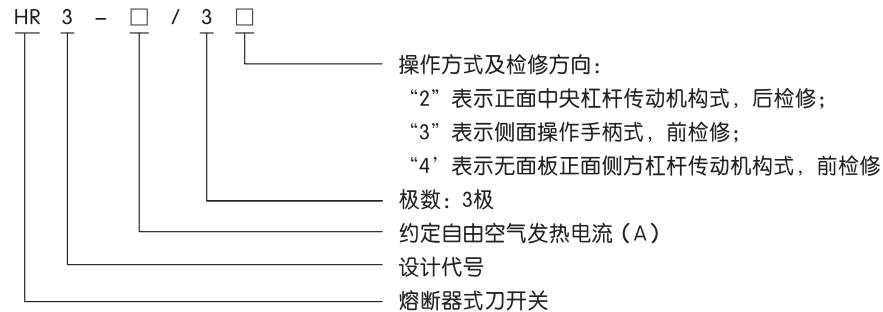 HR 3 - □ / 3 □
操作方式及检修方向：
“2”表示正面中央杠杆传动机构式，后检修；
“3”表示侧面操作手柄式，前检修；
“4’表示无面板正面侧方杠杆传动机构式，前检修
极数：3极
约定自由空气发热电流（A）
设计代号
熔断器式刀开关